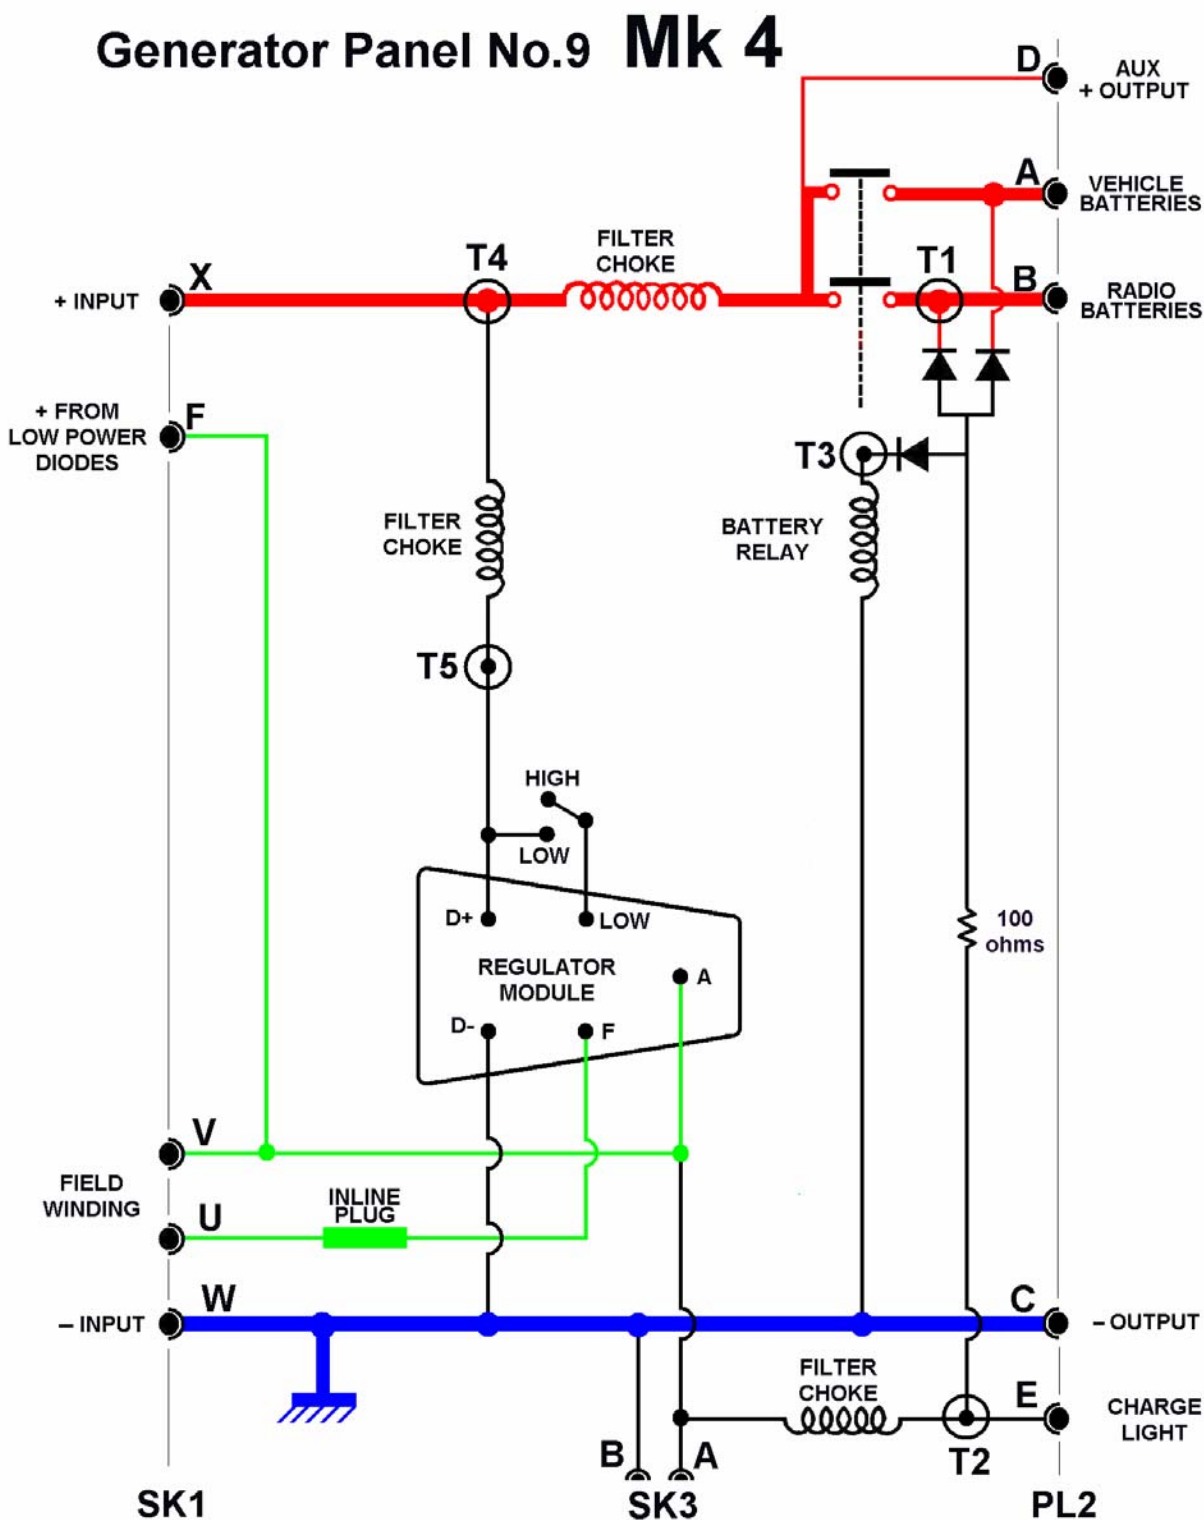 Generator Panel No.9 Mk 4
D
AUX
+ OUTPUT
A
VEHICLE
BATTERIES
FILTER
CHOKE
T4
T1
X
B
+ INPUT
RADIO
BATTERIES
+ FROM
LOW POWER
DIODES
F
T3
FILTER
CHOKE
BATTERY
RELAY
T5
HIGH
LOW
D+
LOW
100
ohms
REGULATOR
MODULE
A
D-
F
V
FIELD
WINDING
U
INLINE
PLUG
W
C
– INPUT
– OUTPUT
FILTER
CHOKE
E
CHARGE
LIGHT
B
A
T2
SK1
SK3
PL2